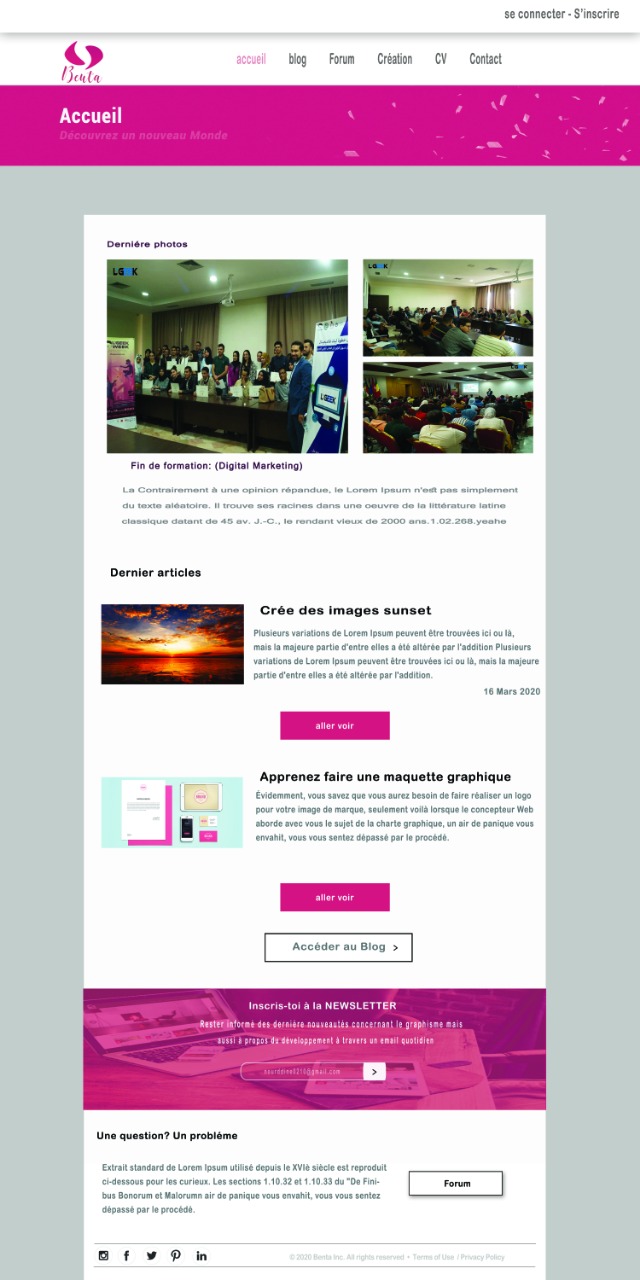 se connecter - S'inscrire
Benta
accueil blog Forum Création CV Contact
Accueil
Découvrez un nouveau Monde
Derniére photos
LGEEK
LGEEK
Fin de formation: (Digital Marketing)
La Contrairement à une opinion répandue, le Lorem Ipsum n'est pas simplement
du texte aléatoire. Il trouve ses racines dans une oeuvre de la littérature latine
classique datant de 45 av. J.-C., le rendant vieux de 2000 ans.1.02.268.yeahe
Dernier articles
Crée des images sunset
Plusieurs variations de Lorem Ipsum peuvent être trouvées ici ou là,
mais la majeure partie d'entre elles a été altérée par l'addition Plusieurs
variations de Lorem Ipsum peuvent être trouvées ici ou là, mais la majeure
partie d'entre elles a été altérée par l'addition.
16 Mars 2020
aller voir
Apprenez faire une maquette graphique
Évidemment, vous savez que vous aurez besoin de faire réaliser un logo
pour votre image de marque, seulement voilà lorsque le concepteur Web
aborde avec vous le sujet de la charte graphique, un air de panique vous
envahit, vous vous sentez dépassé par le procédé.
aller voir
Accéder au Blog >
Inscris-toi à la NEWSLETTER
Rester informé des dernière nouveautés concernant le graphisme mais
aussi à propos du développement à travers un email quotidien
>
Une question? Un probléme
Extrait standard de Lorem Ipsum utilisé depuis le XVIè siècle est reproduit
ci-dessous pour les curieux. Les sections 1.10.32 et 1.10.33 du "De Fini-
bus Bonorum et Malorumn air de panique vous envahit, vous vous sentez
dépassé par le procédé.
Forum
© 2020 Benta Inc. All rights reserved • Terms of Use / Privacy Policy